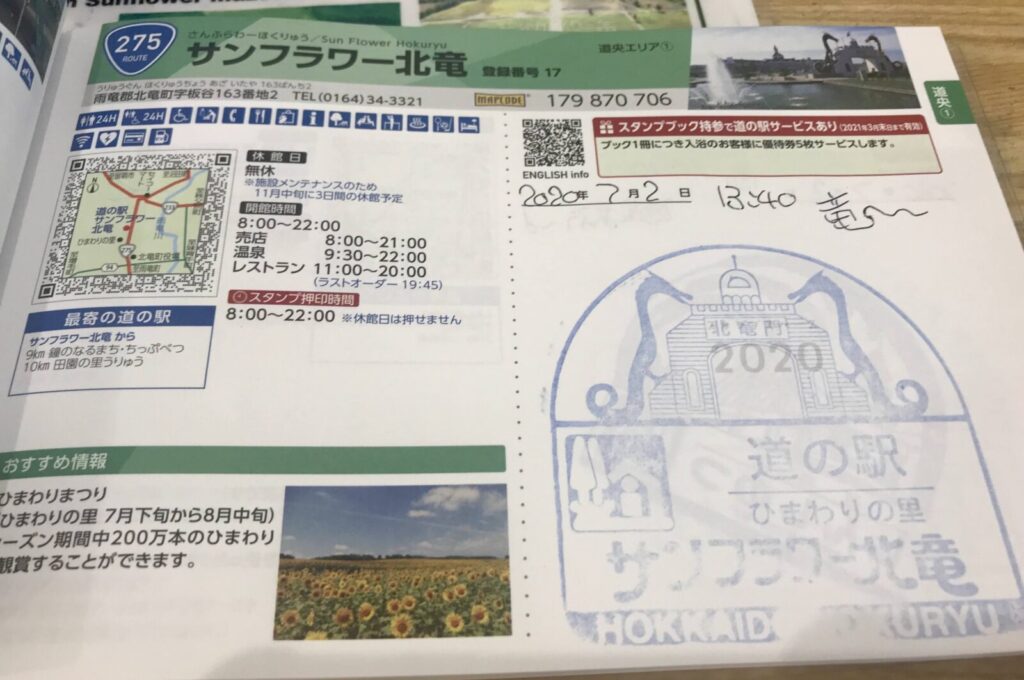 275
ROUTE
さんふらわーほくりゅう/Sun Flower Hokuryu
サンフラワー北竜 登録番号 17
道央エリア①
うりゅうぐん ほくりゅうちょう あざ いたや 163ばんち2
雨竜郡北竜町字板谷163番地2 TEL(0164)34-3321
MAPCODE 179 870 706
道央①
24H 24H
休館日
無休
※施設メンテナンスのため
11月中旬に3日間の休館予定
開館時間
8:00〜22:00
売店 8:00〜21:00
温泉 9:30〜22:00
レストラン 11:00〜20:00
(ラストオーダー 19:45)
スタンプ押印時間
8:00〜22:00 ※休館日は押せません
道の駅
サンフラワー
北竜
ひまわりの里
275
北竜町役場
94
至雨竜町
最寄の道の駅
サンフラワー北竜 から
9km 鐘のなるまち・ちっぷべつ
10km 田園の里うりゅう
おすすめ情報
ひまわりまつり
ひまわりの里 7月下旬から8月中旬)
ーズン期間中200万本のひまわり
観賞することができます。
ENGLISH info
スタンプブック持参で道の駅サービスあり(2021年3月末日まで有効)
ブック1冊につき入浴のお客様に優待券5枚サービスします。
2020年 7月2日 13:40
北竜門
2020
道の駅
ひまわりの里
サンフラワー北竜
HOKKAID KURYU